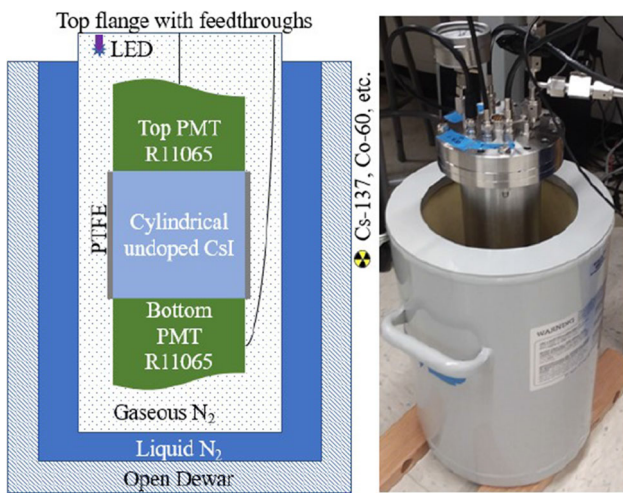 Top flange with feedthroughs
LED
Top PMT
R11065
PTFE
Cylindrical
undoped CsI
Bottom
PMT
R11065
Gaseous N₂
Liquid N₂
Open Dewar
Cs-137, Co-60, etc.
WARNING